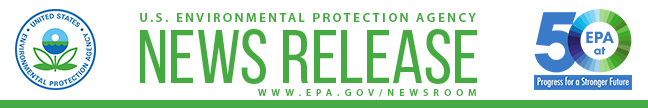 UNITED STATES
ENVIRONMENTAL PROTECTION AGENCY
U.S. ENVIRONMENTAL PROTECTION AGENCY
NEWS RELEASE
WWW.EPA.GOV/NEWSROOM
50
EPA
at
Progress for a Stronger Future